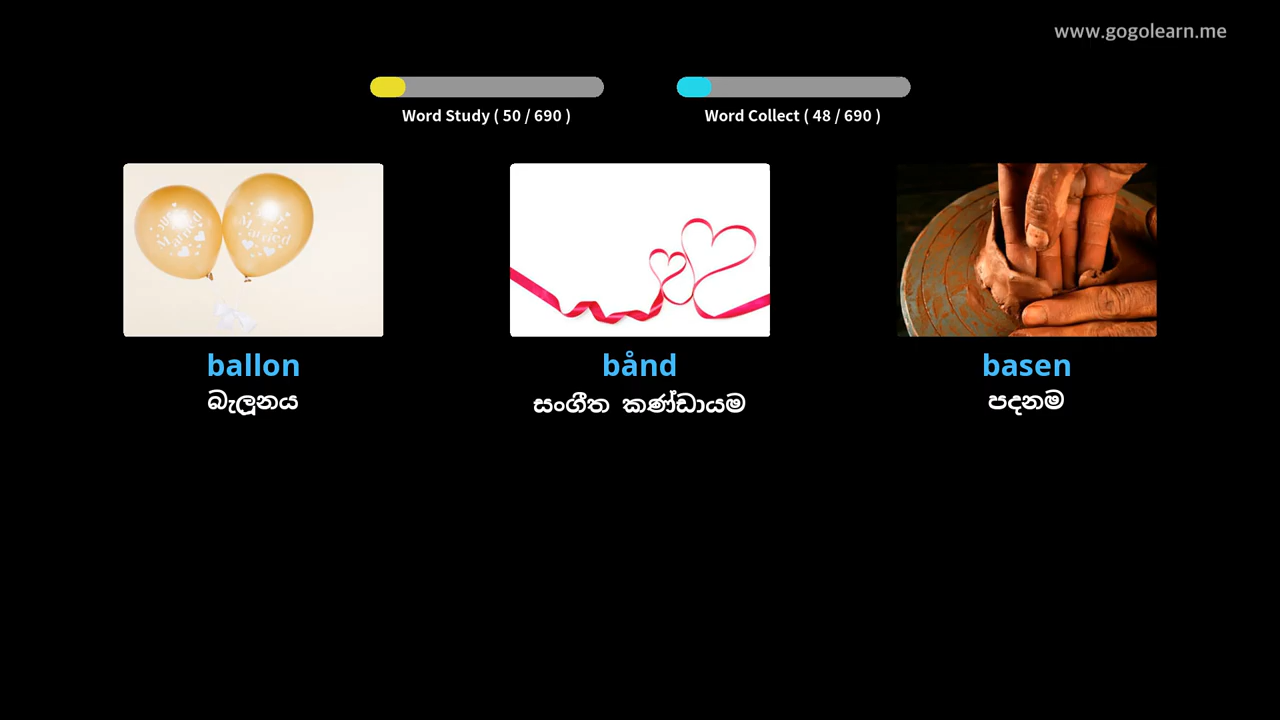 www.gogolearn.me
Word Study ( 50 / 690 )
Word Collect ( 48 / 690 )
ballon
bånd
basen
බැලූනය
සංගීත කණ්ඩායම
පදනම